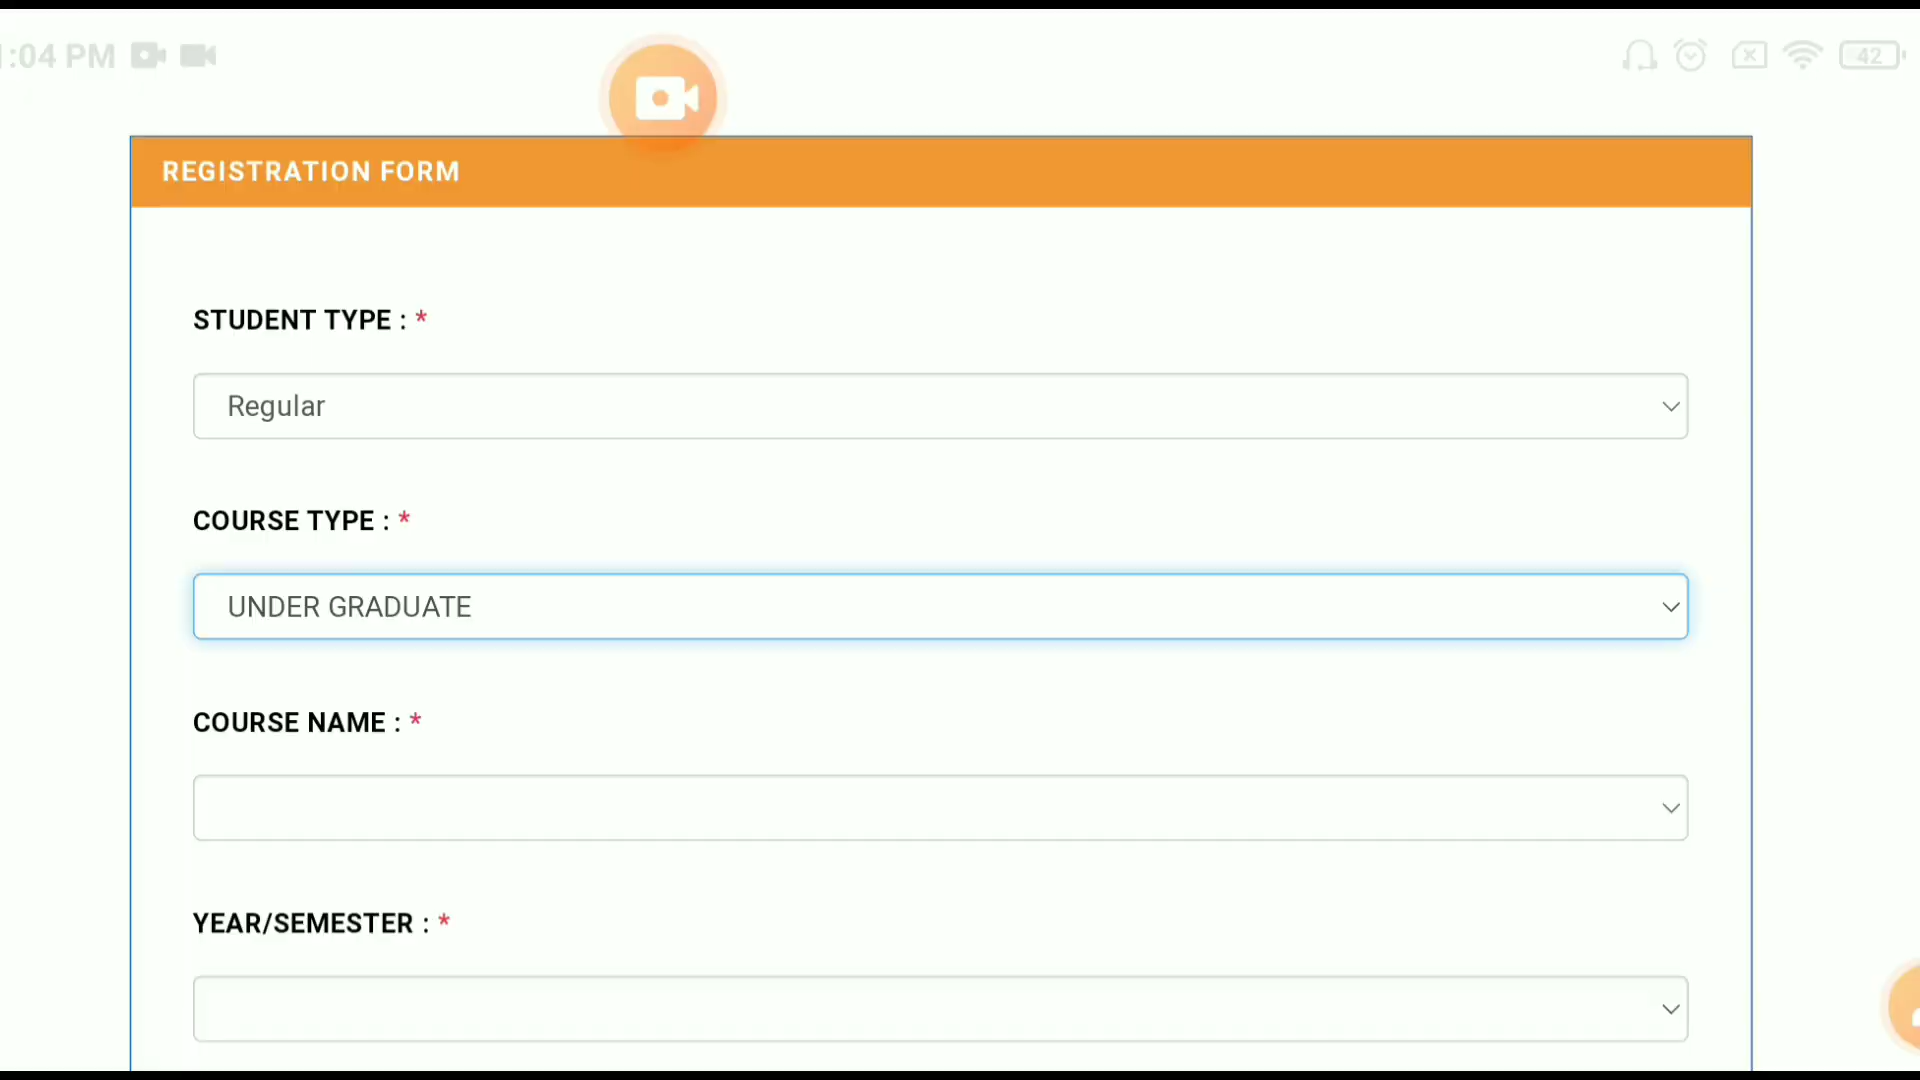 :04 PM
42
REGISTRATION FORM
STUDENT TYPE : *
Regular
COURSE TYPE : *
UNDER GRADUATE
COURSE NAME : *
YEAR/SEMESTER : *